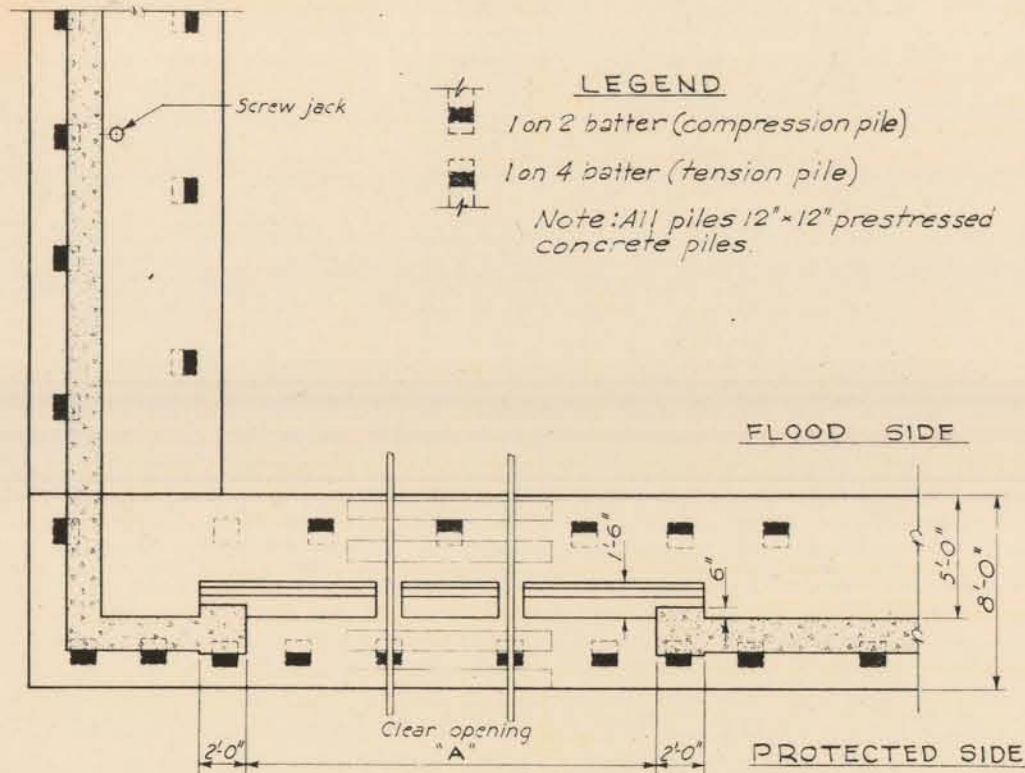 Screw jack
LEGEND
1 on 2 batter (compression pile)
1 on 4 batter (tension pile)
Note: All piles 12" × 12" prestressed
concrete piles.
FLOOD SIDE
1'-6"
6"
5'-0"
8'-0"
Clear opening
"A"
2'-0"
2'-0"
PROTECTED SIDE